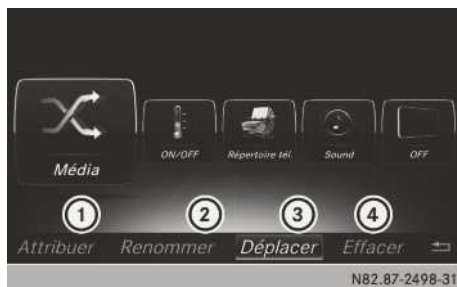 ON/OFF Répertoire tél. Sound OFF
Média
1 2 3 4
Attribuer Renommer Déplacer Effacer
N82.87-2498-31